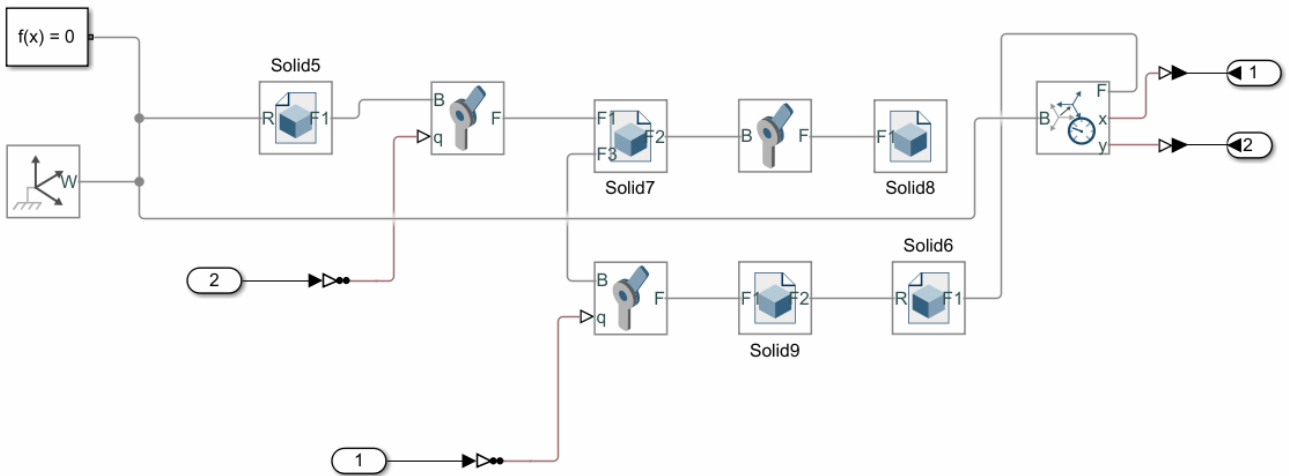 f(x) = 0
Solid5
R
F1
B
q
F
F1
F3
F2
Solid7
B
F
F1
Solid8
B
F
x
y
1
2
W
2
B
q
F
F1
F2
Solid9
Solid6
R
F1
1